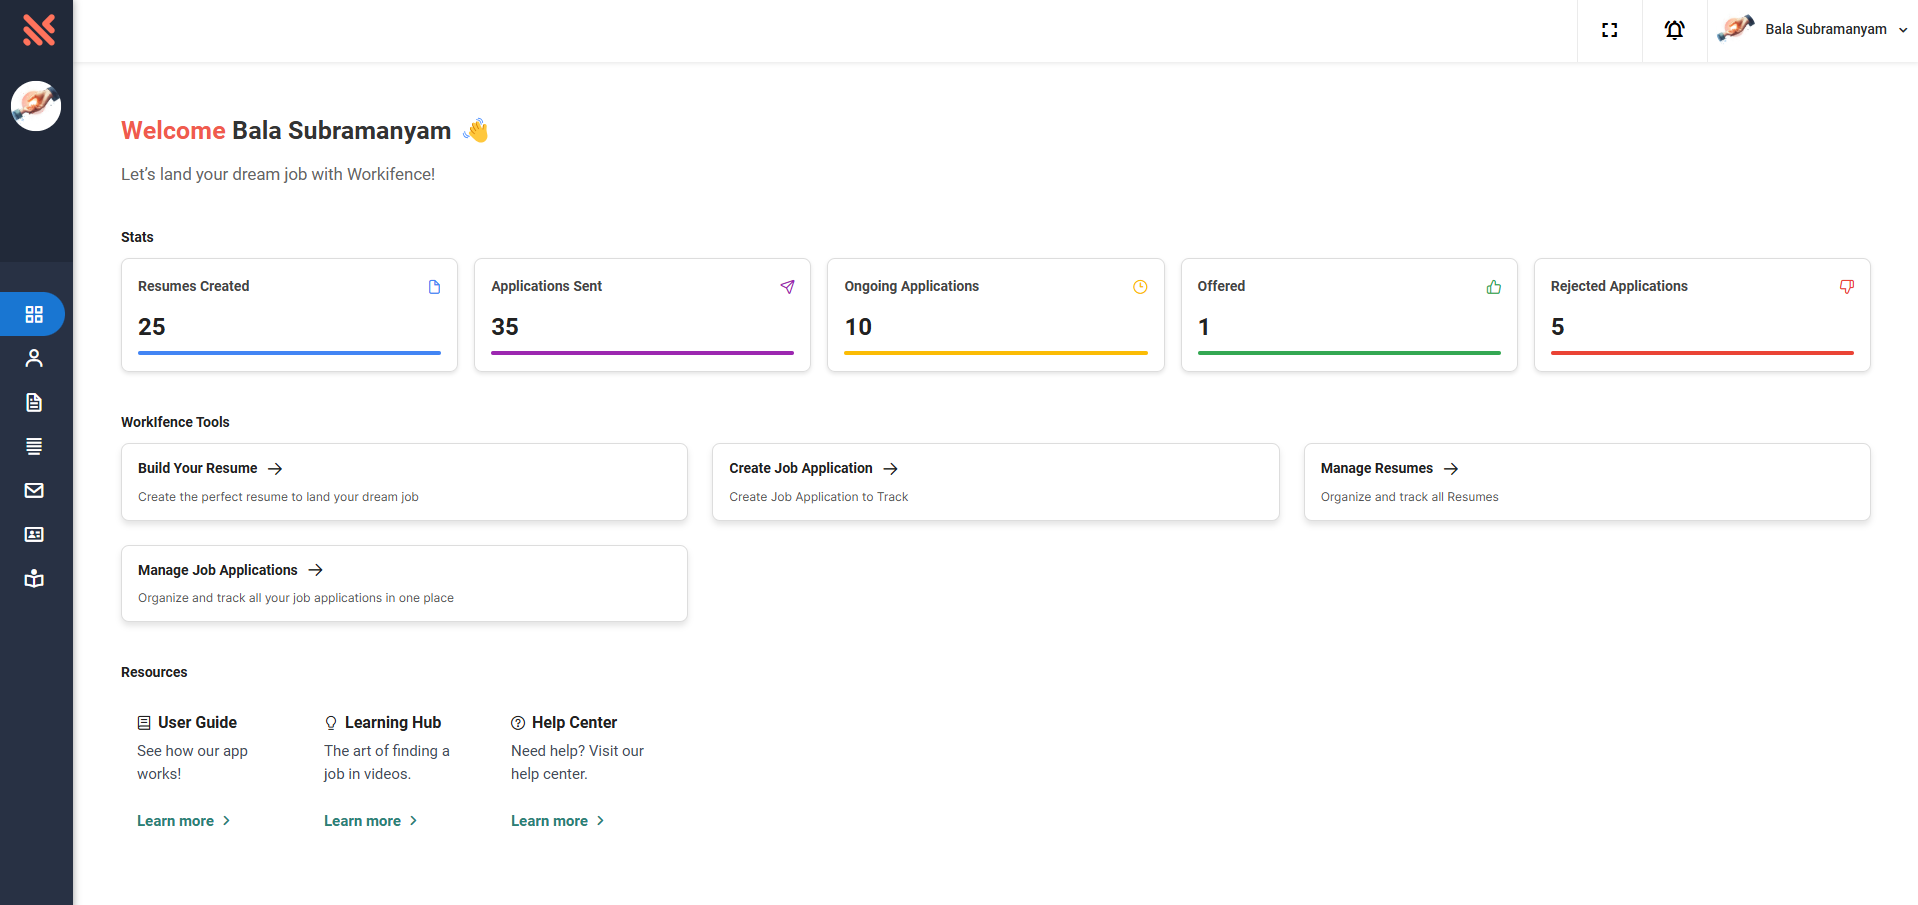 Bala Subramanyam
Welcome Bala Subramanyam 👋
Let's land your dream job with Workifence!
Stats
Resumes Created
25
Applications Sent
35
Ongoing Applications
10
Offered
1
Rejected Applications
5
WorkIfence Tools
Build Your Resume →
Create the perfect resume to land your dream job
Create Job Application →
Create Job Application to Track
Manage Resumes →
Organize and track all Resumes
Manage Job Applications →
Organize and track all your job applications in one place
Resources
User Guide
See how our app
works!
Learn more >
Learning Hub
The art of finding a
job in videos.
Learn more >
Help Center
Need help? Visit our
help center.
Learn more >